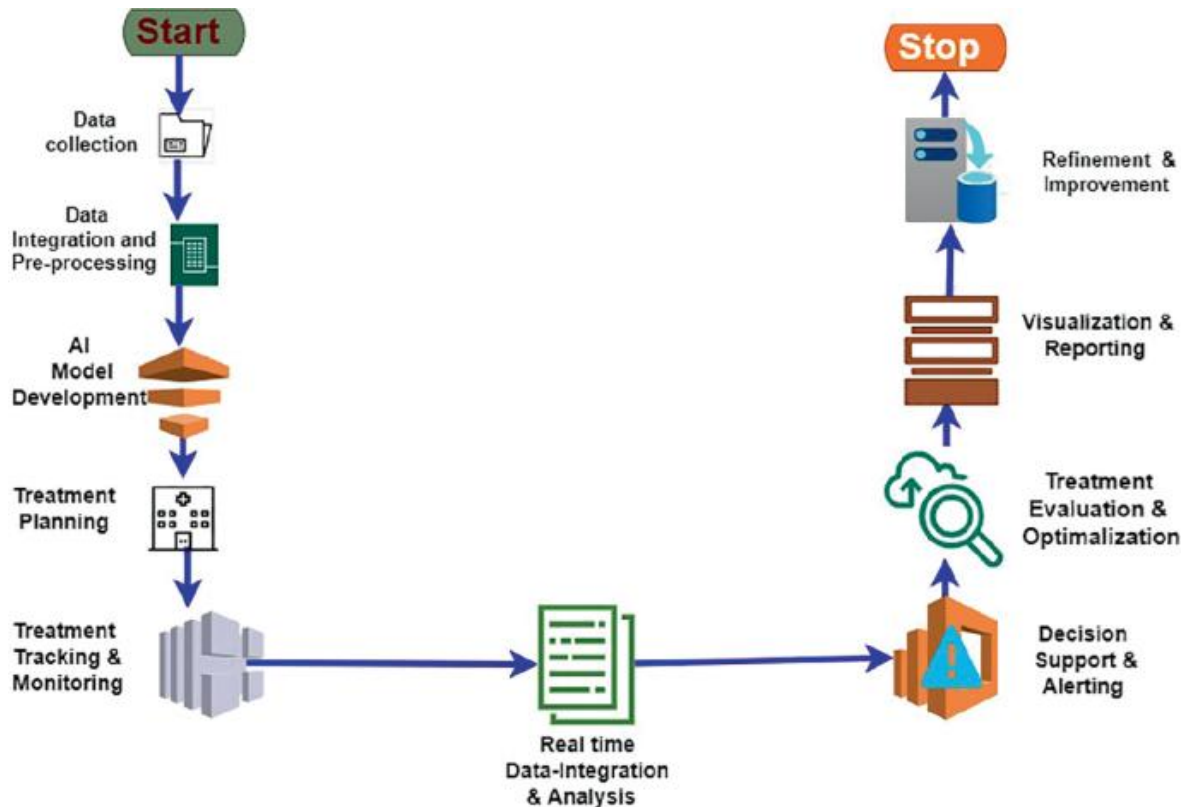 Start
Data
collection
Data
Integration and
Pre-processing
AI
Model
Development
Treatment
Planning
Treatment
Tracking &
Monitoring
Real time
Data-Integration
& Analysis
Decision
Support &
Alerting
Treatment
Evaluation &
Optimalization
Visualization &
Reporting
Refinement &
Improvement
Stop